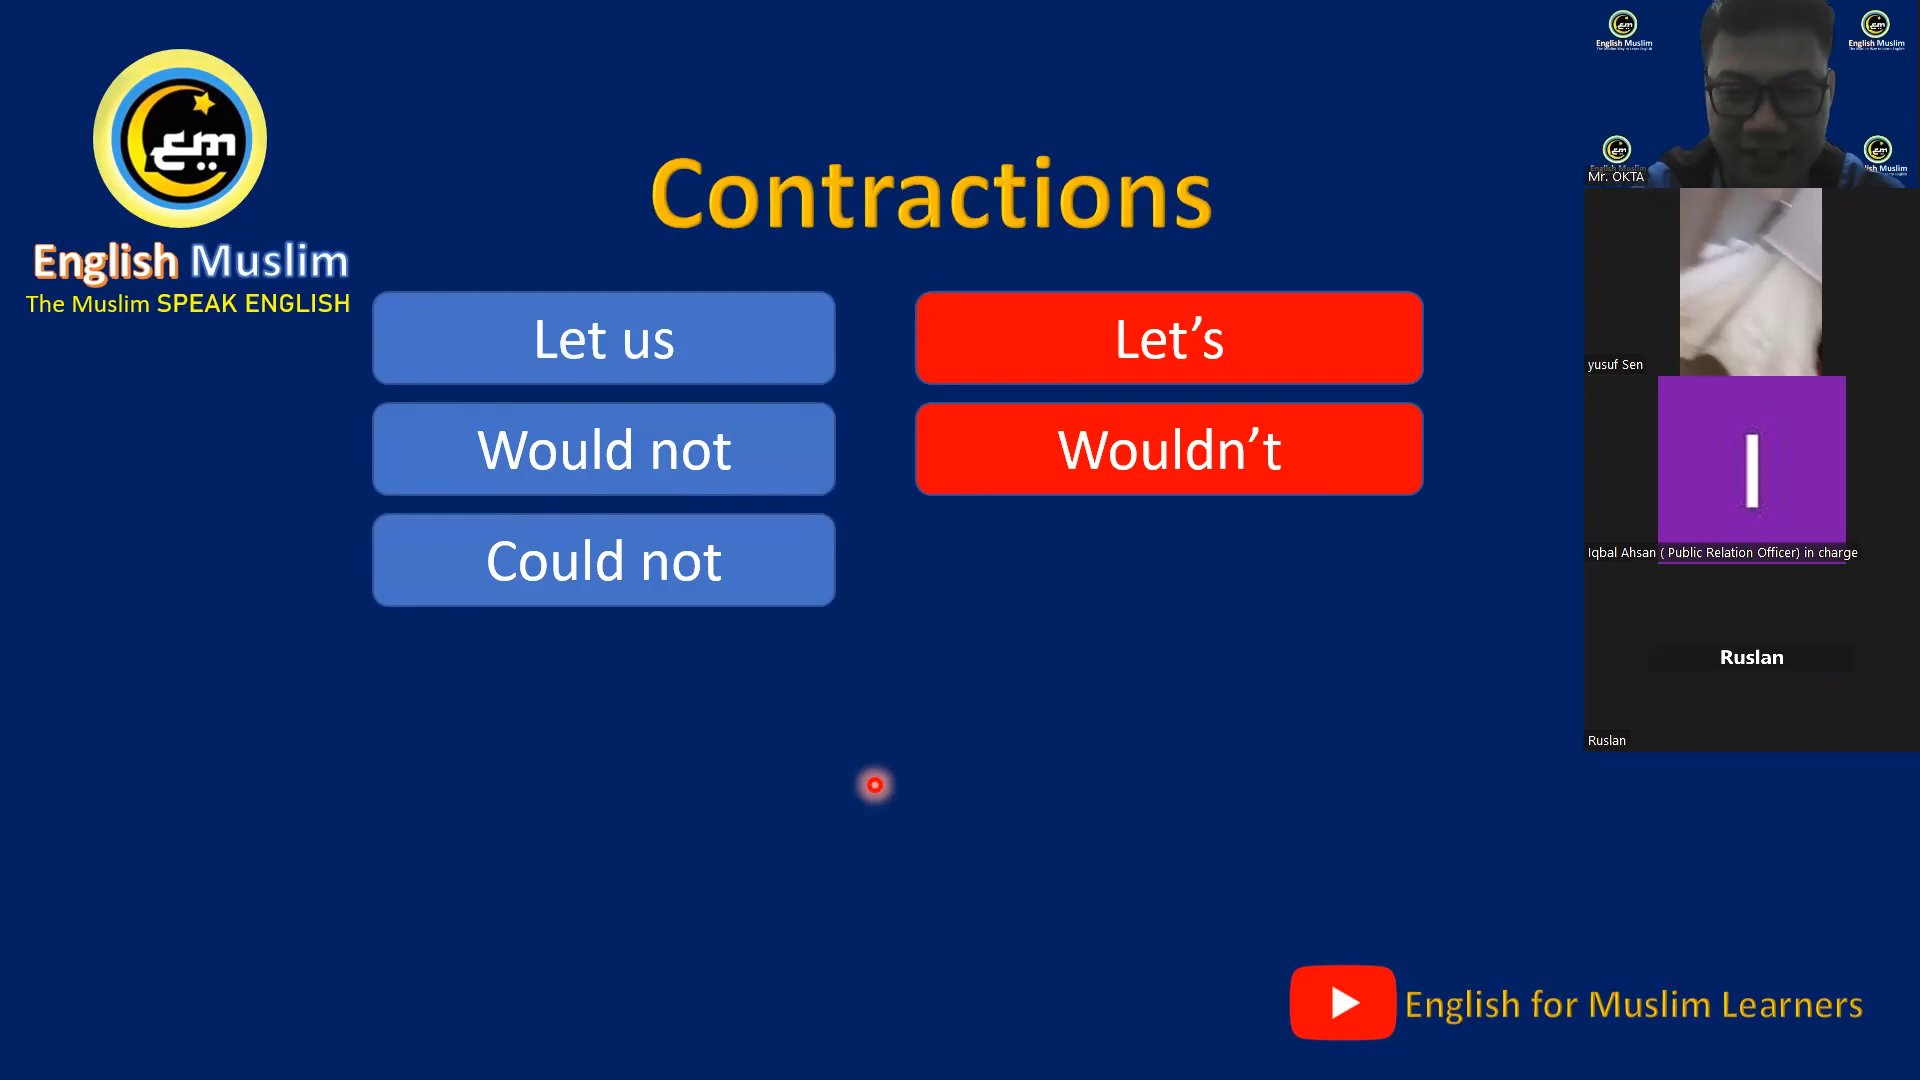 English Muslim
The Muslim SPEAK ENGLISH
Contractions
Let us
Let’s
Would not
Wouldn’t
Could not
English for Muslim Learners
English Muslim
English Muslim
Mr. OKTA
yusuf Sen
I
Iqbal Ahsan ( Public Relation Officer) in charge
Ruslan
Ruslan